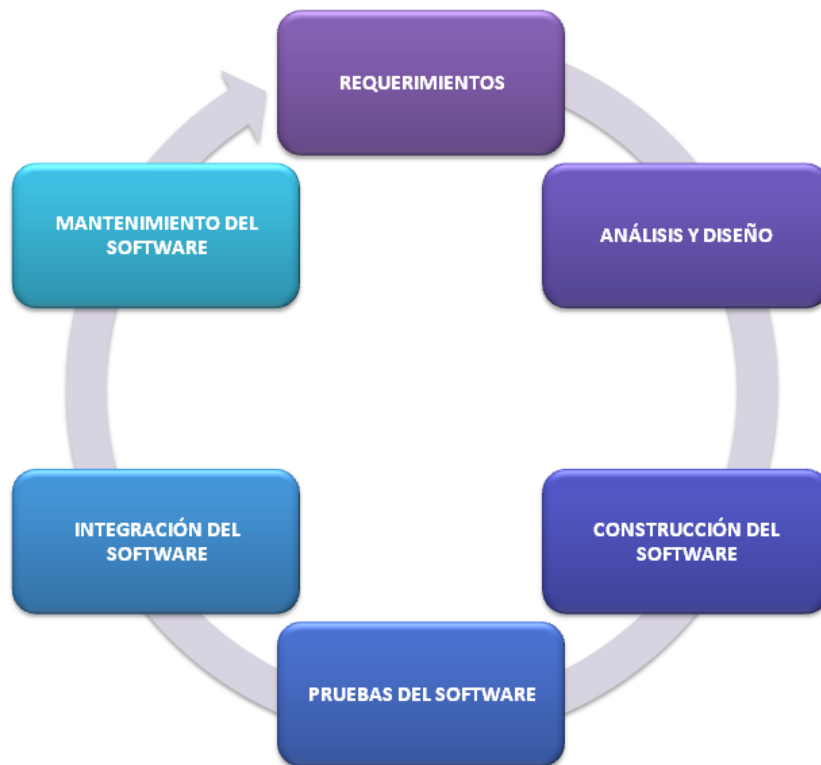 REQUERIMIENTOS
ANÁLISIS Y DISEÑO
CONSTRUCCIÓN DEL
SOFTWARE
PRUEBAS DEL SOFTWARE
INTEGRACIÓN DEL
SOFTWARE
MANTENIMIENTO DEL
SOFTWARE